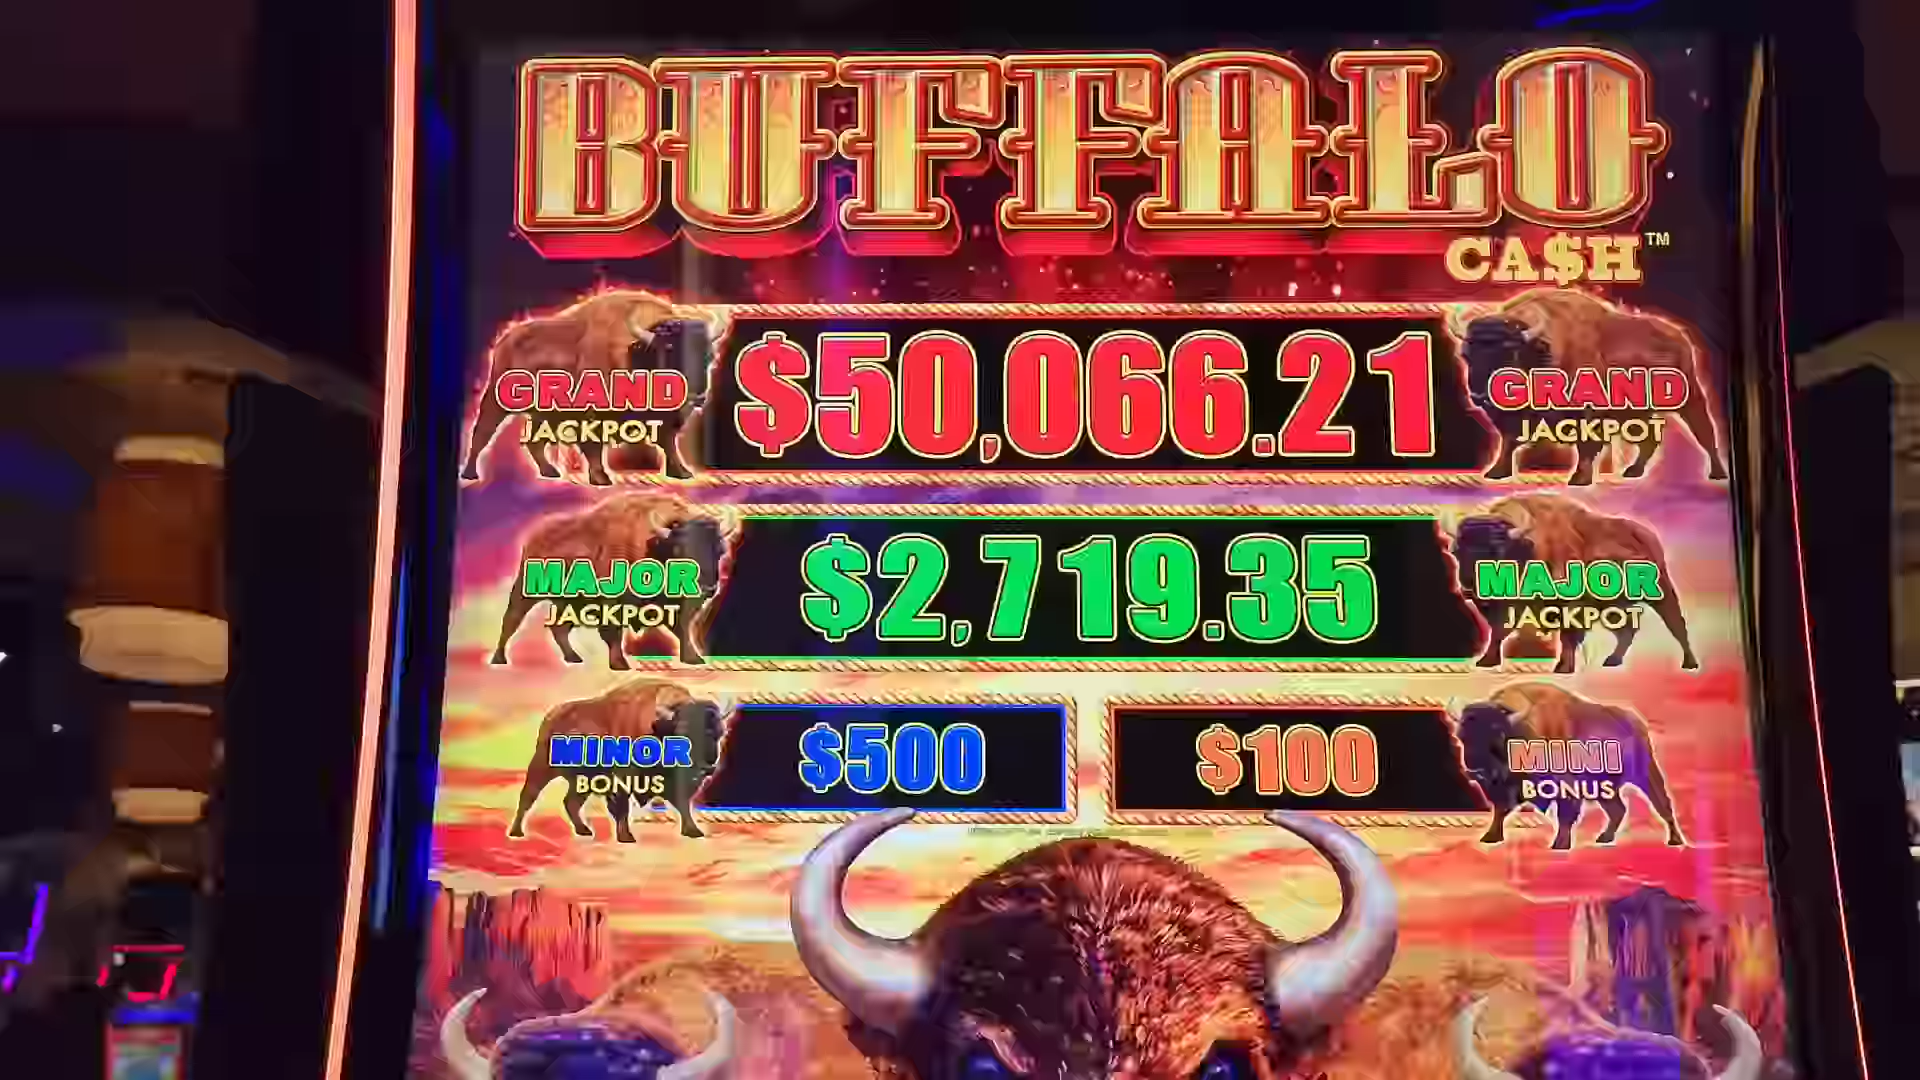 BUFFALO
CA$H™
GRAND JACKPOT $50,066.21 GRAND JACKPOT
MAJOR JACKPOT $2,719.35 MAJOR JACKPOT
MINOR BONUS $500 $100 MINI BONUS